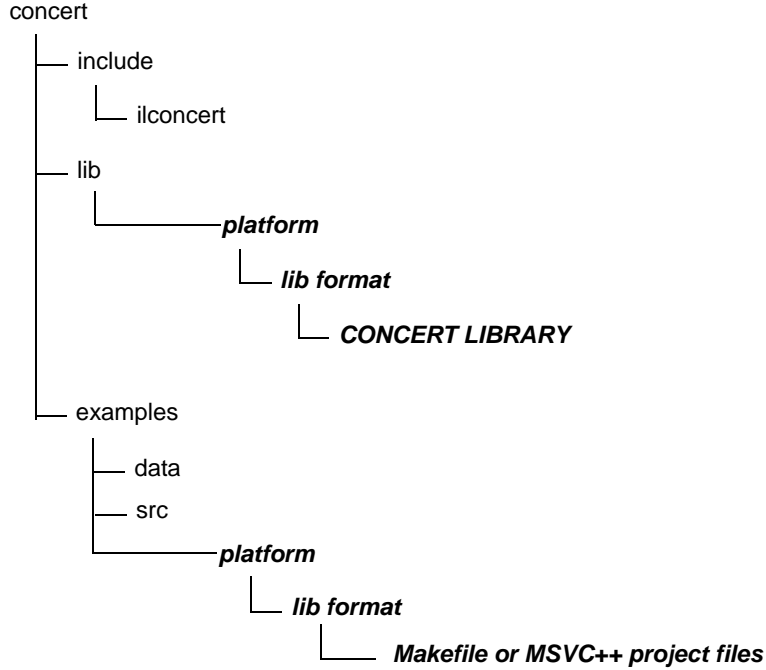 concert
include
ilconcert
lib
platform
lib format
CONCERT LIBRARY
examples
data
src
platform
lib format
Makefile or MSVC++ project files